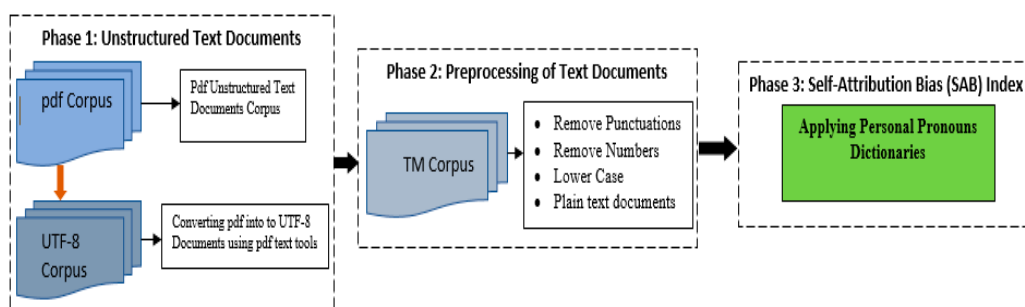 Phase 1: Unstructured Text Documents
pdf Corpus
Pdf Unstructured Text
Documents Corpus
UTF-8
Corpus
Converting pdf into to UTF-8
Documents using pdf text tools
Phase 2: Preprocessing of Text Documents
TM Corpus
• Remove Punctuations
• Remove Numbers
• Lower Case
• Plain text documents
Phase 3: Self-Attribution Bias (SAB) Index
Applying Personal Pronouns
Dictionaries